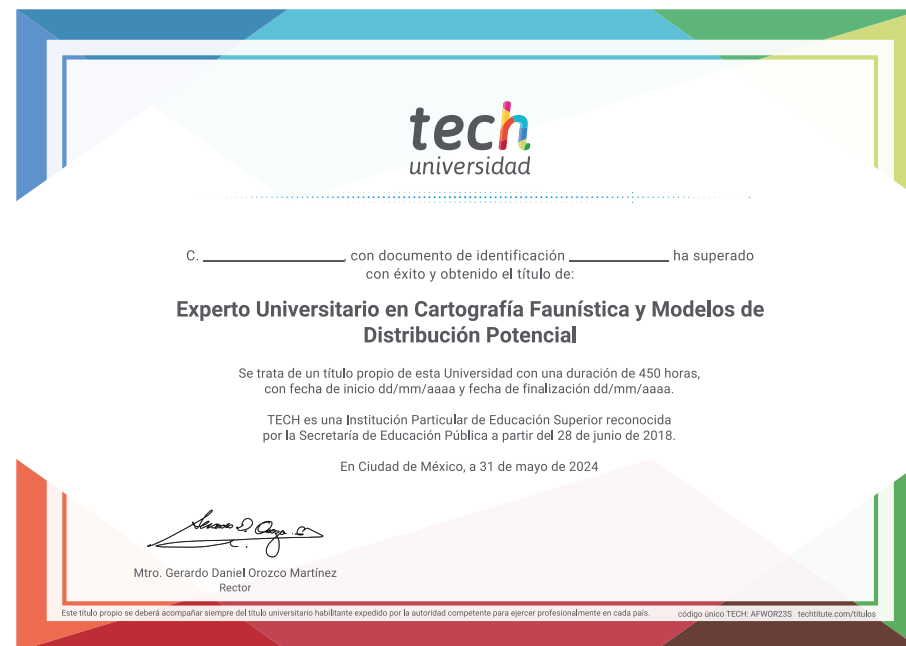 tech
universidad
C. ____________, con documento de identificación ____________ ha superado
con éxito y obtenido el título de:
Experto Universitario en Cartografía Faunística y Modelos de
Distribución Potencial
Se trata de un título propio de esta Universidad con una duración de 450 horas,
con fecha de inicio dd/mm/aaaa y fecha de finalización dd/mm/aaaa.
TECH es una Institución Particular de Educación Superior reconocida
por la Secretaría de Educación Pública a partir del 28 de junio de 2018.
En Ciudad de México, a 31 de mayo de 2024
Mtro. Gerardo Daniel Orozco Martínez
Rector
Este título propio se deberá acompañar siempre del título universitario habilitante expedido por la autoridad competente para ejercer profesionalmente en cada país. código único TECH: AFWOR23S techtitute.com/titulos